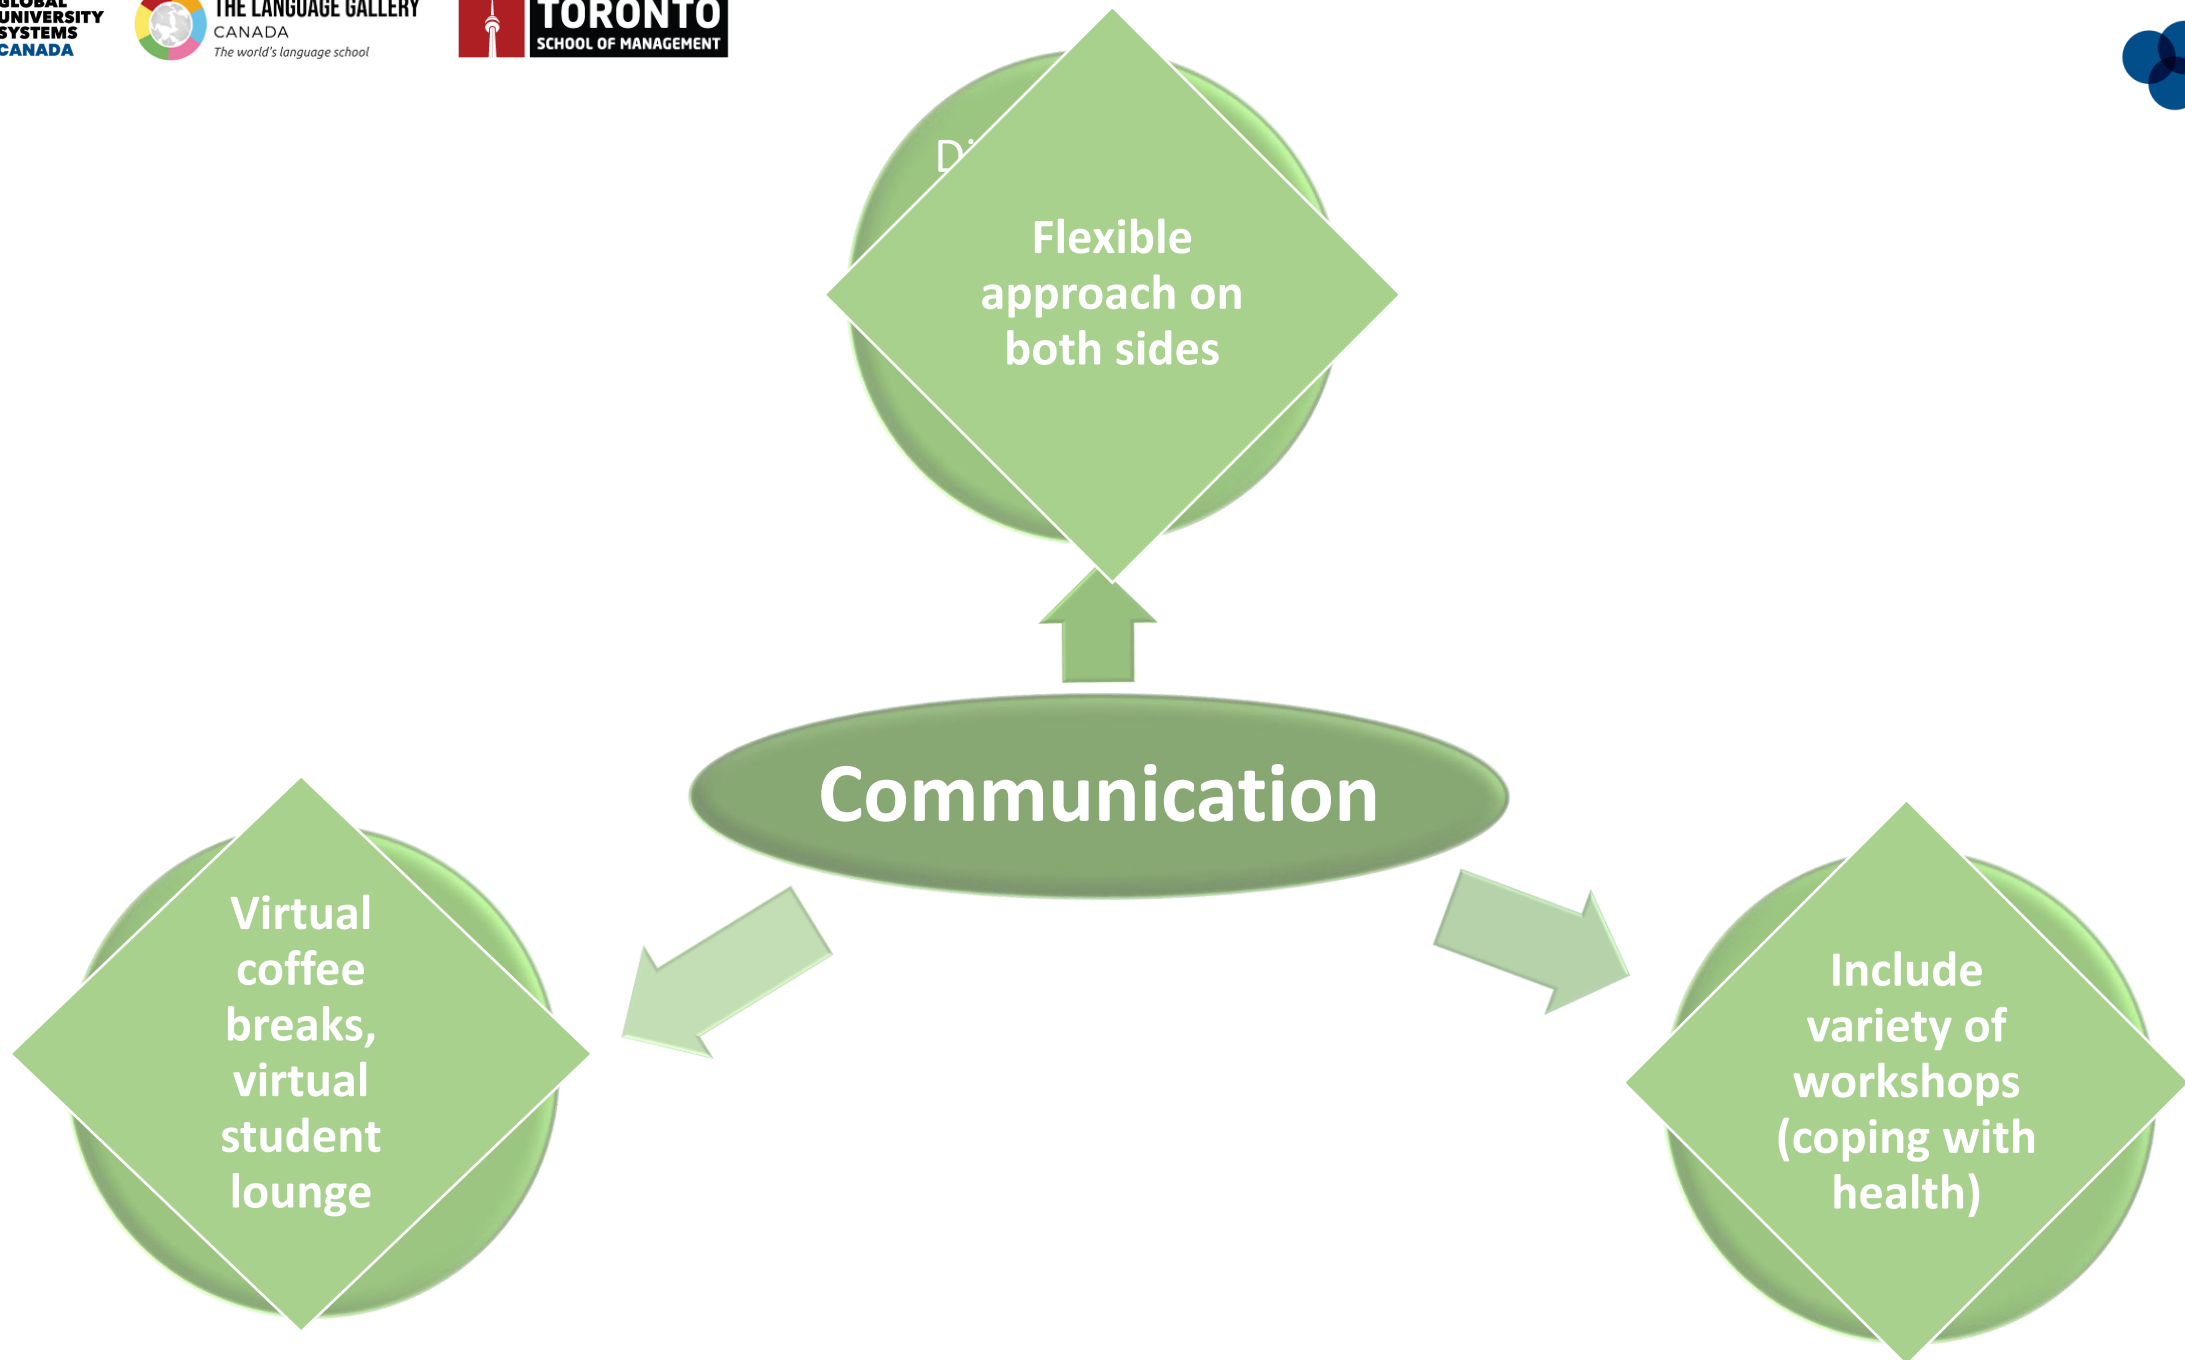 GLOBAL
UNIVERSITY
SYSTEMS
CANADA
THE LANGUAGE GALLERY
CANADA
The world's language school
TORONTO
SCHOOL OF MANAGEMENT
Flexible
approach on
both sides
Communication
Virtual
coffee
breaks,
virtual
student
lounge
Include
variety of
workshops
(coping with
health)